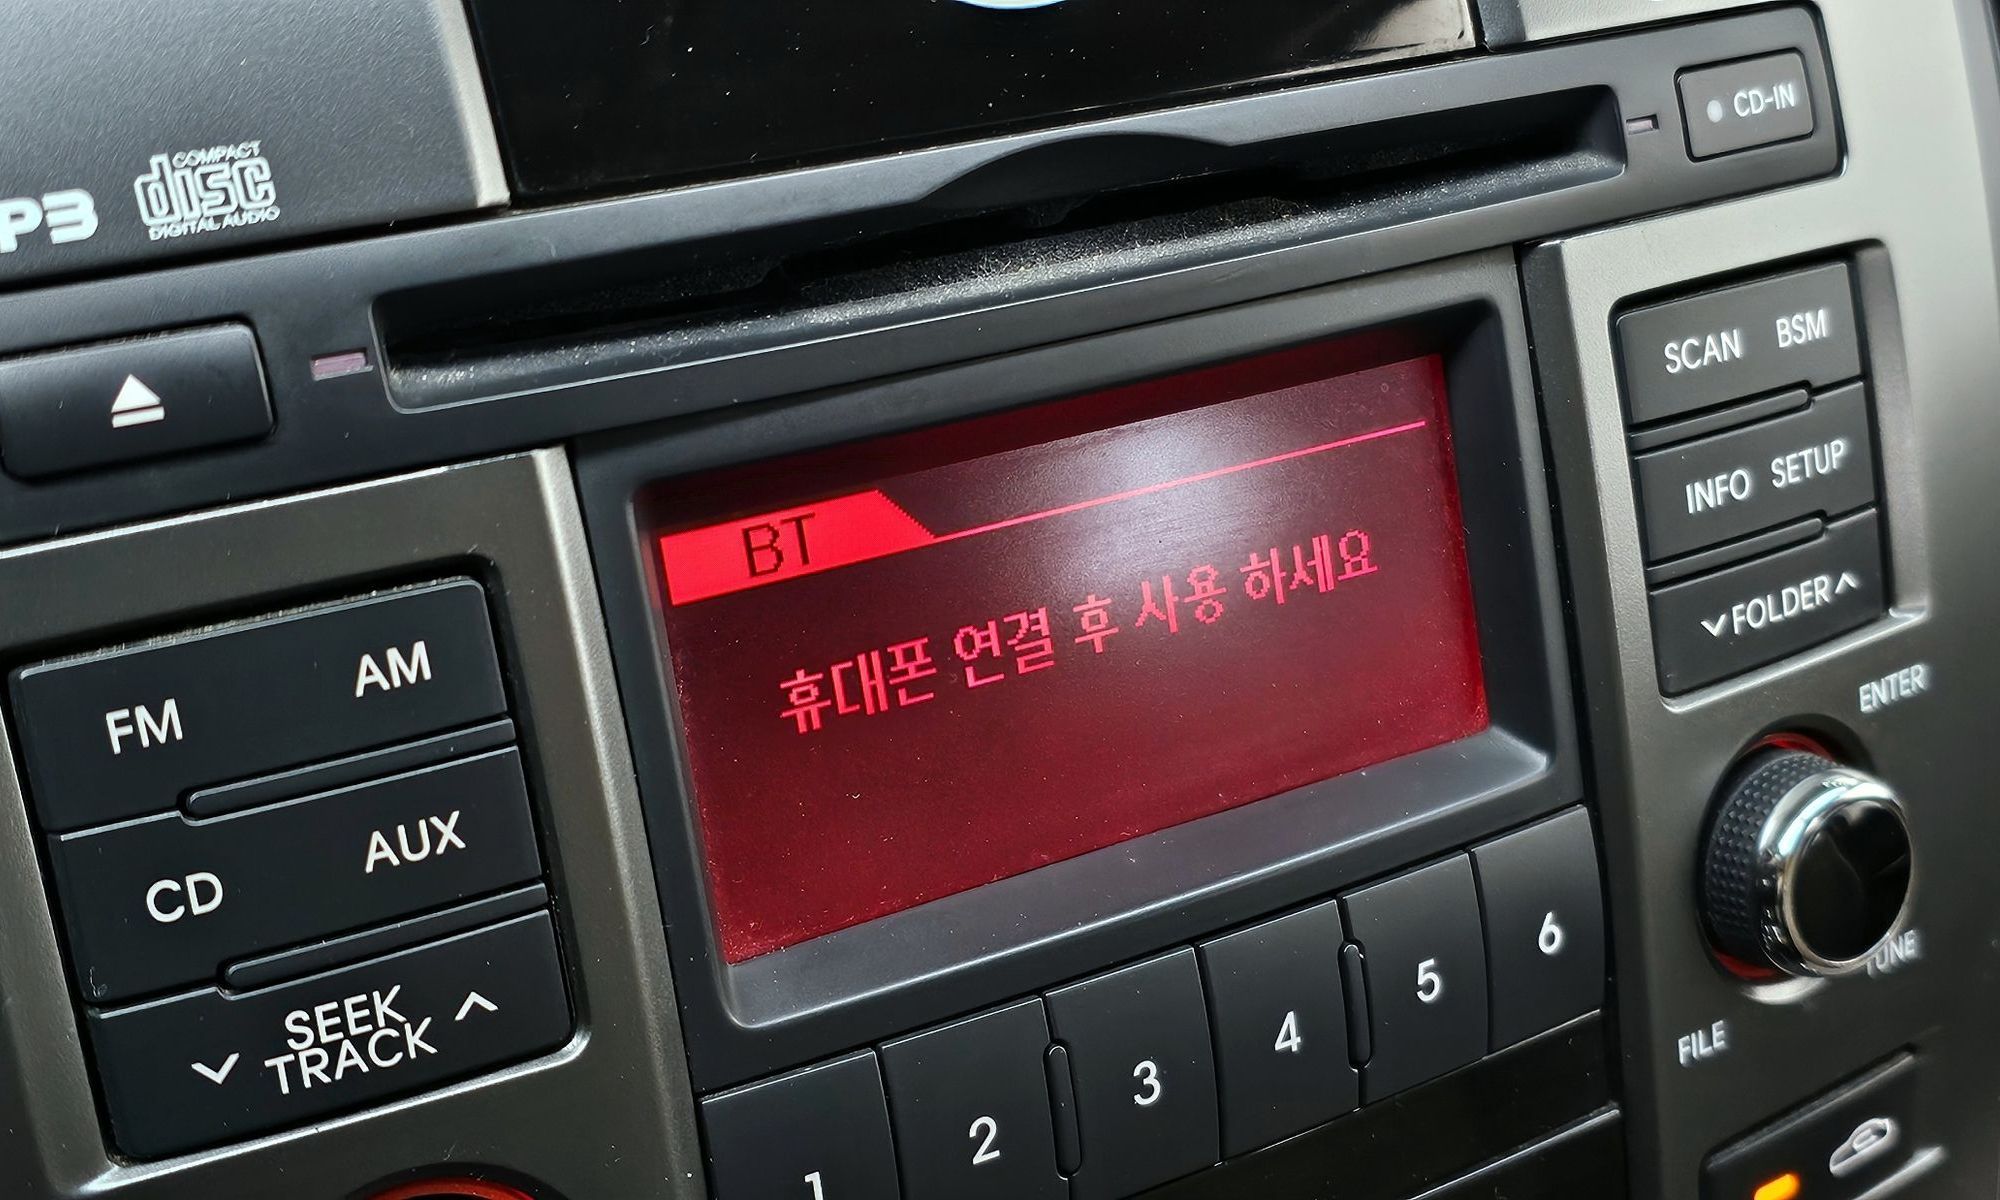 CD-IN
COMPACT
disc
DIGITAL AUDIO
P3
SCAN BSM
INFO SETUP
FOLDER
BT
휴대폰 연결 후 사용 하세요
FM AM
CD AUX
SEEK
TRACK
ENTER
TUNE
FILE
1 2 3 4 5 6